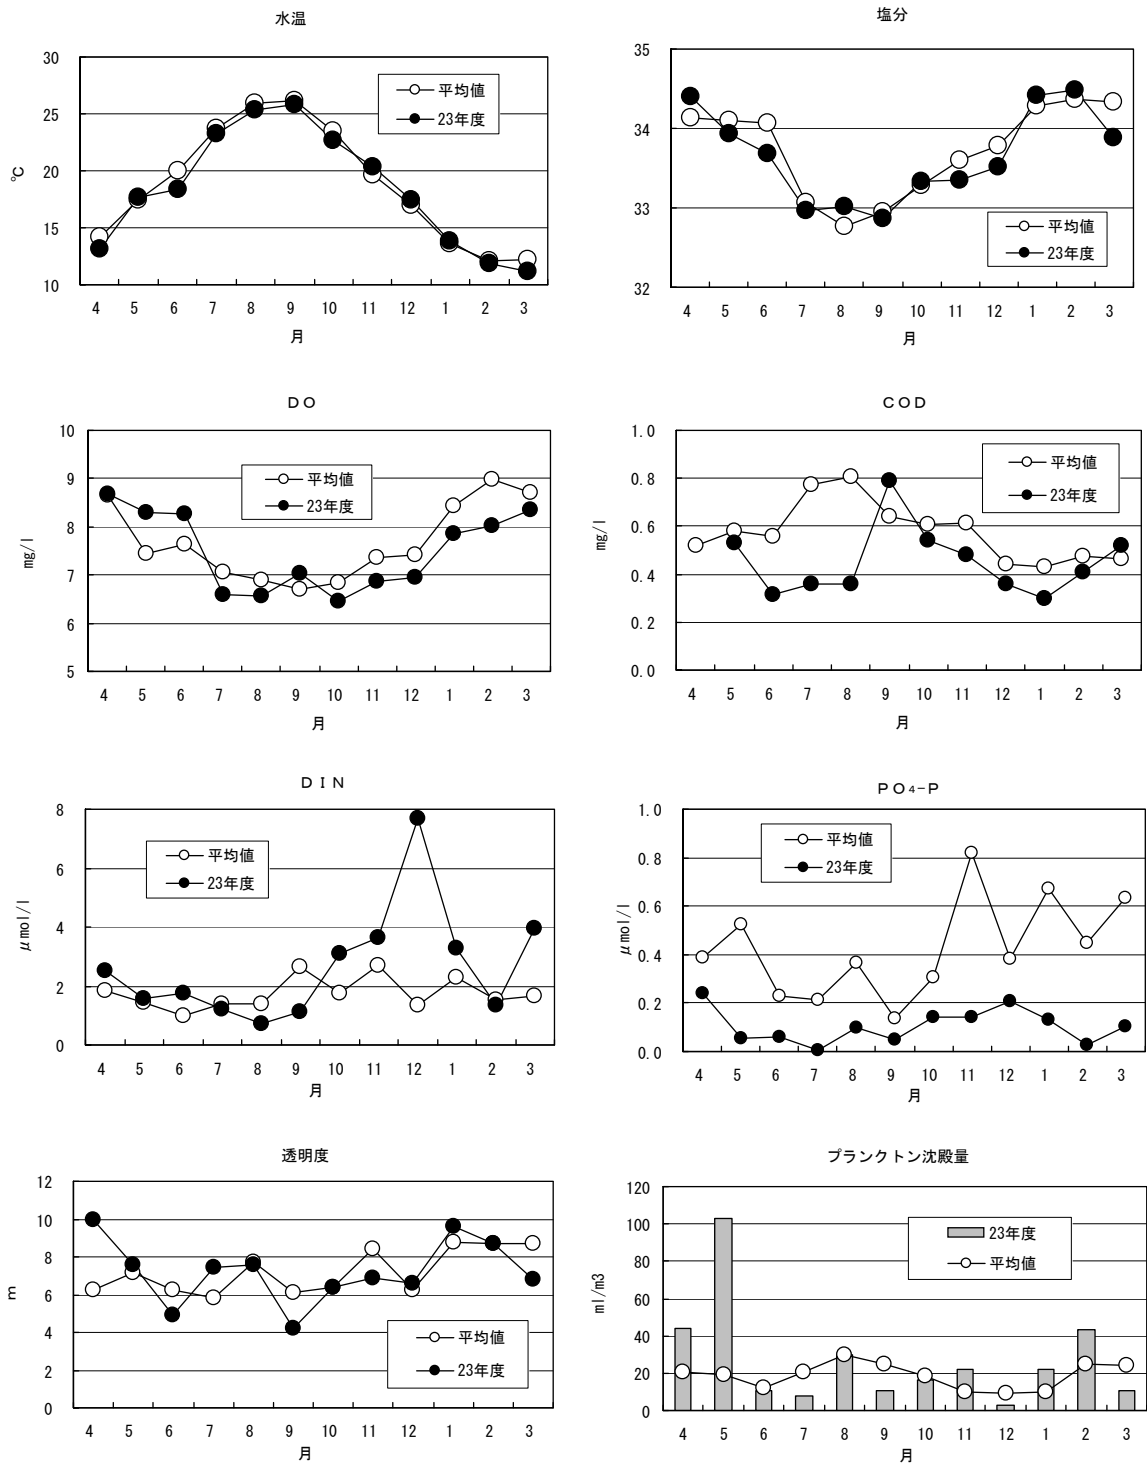 水温
30
25
20
15
10
℃
平均値
23年度
4 5 6 7 8 9 10 11 12 1 2 3
月
塩分
35
34
33
32
平均値
23年度
4 5 6 7 8 9 10 11 12 1 2 3
月
ＤＯ
10
9
8
7
6
5
mg/l
平均値
23年度
4 5 6 7 8 9 10 11 12 1 2 3
月
ＣＯＤ
1.0
0.8
0.6
0.4
0.2
0.0
mg/l
平均値
23年度
4 5 6 7 8 9 10 11 12 1 2 3
月
ＤＩＮ
8
6
4
2
0
μmol/l
平均値
23年度
4 5 6 7 8 9 10 11 12 1 2 3
月
ＰＯ₄-Ｐ
1.0
0.8
0.6
0.4
0.2
0.0
μmol/l
平均値
23年度
4 5 6 7 8 9 10 11 12 1 2 3
月
透明度
12
10
8
6
4
2
0
m
平均値
23年度
4 5 6 7 8 9 10 11 12 1 2 3
月
プランクトン沈殿量
120
100
80
60
40
20
0
ml/m3
23年度
平均値
4 5 6 7 8 9 10 11 12 1 2 3
月